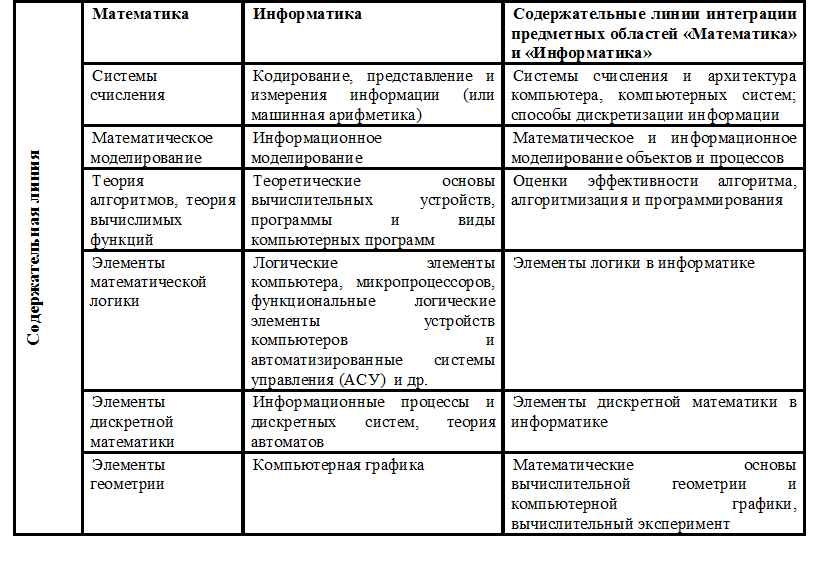 Математика
Информатика
Содержательные линии интеграции
предметных областей «Математика»
и «Информатика»
Содержательная линия
Системы
счисления
Кодирование, представление и
измерения информации (или
машинная арифметика)
Системы счисления и архитектура
компьютера, компьютерных систем;
способы дискретизации информации
Математическое
моделирование
Информационное
моделирование
Математическое и информационное
моделирование объектов и процессов
Теория
алгоритмов, теория
вычислимых
функций
Теоретические основы
вычислительных устройств,
программы и виды
компьютерных программ
Оценки эффективности алгоритма,
алгоритмизация и программирования
Элементы
математической
логики
Логические элементы
компьютера, микропроцессоров,
функциональные логические
элементы устройств
компьютеров и
автоматизированные системы
управления (АСУ) и др.
Элементы логики в информатике
Элементы
дискретной
математики
Информационные процессы и
дискретных систем, теория
автоматов
Элементы дискретной математики в
информатике
Элементы
геометрии
Компьютерная графика
Математические основы
вычислительной геометрии и
компьютерной графики,
вычислительный эксперимент